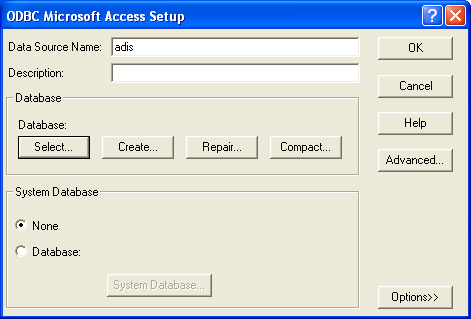 ODBC Microsoft Access Setup
Data Source Name: adis
OK
Description:
Cancel
Database
Database:
Help
Select... Create... Repair... Compact...
Advanced...
System Database
None
Database:
System Database...
Options>>